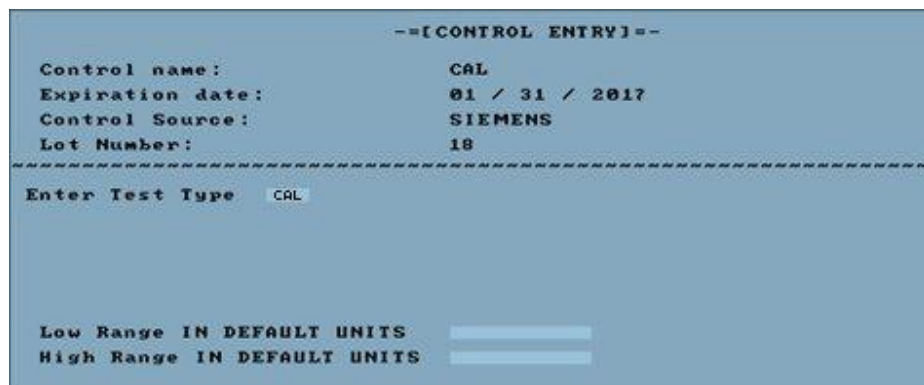 -=[CONTROL ENTRY]=-
Control name: CAL
Expiration date: 01 / 31 / 2017
Control Source: SIEMENS
Lot Number: 18
~~~~~~~~~~~~~~~~~~~~~~~~~~~~~~~~~~~~~~~~~~~~~~~~~~~~~~~~~~~~~~~~~~~~~~~~~~~~
Enter Test Type CAL
Low Range IN DEFAULT UNITS
High Range IN DEFAULT UNITS